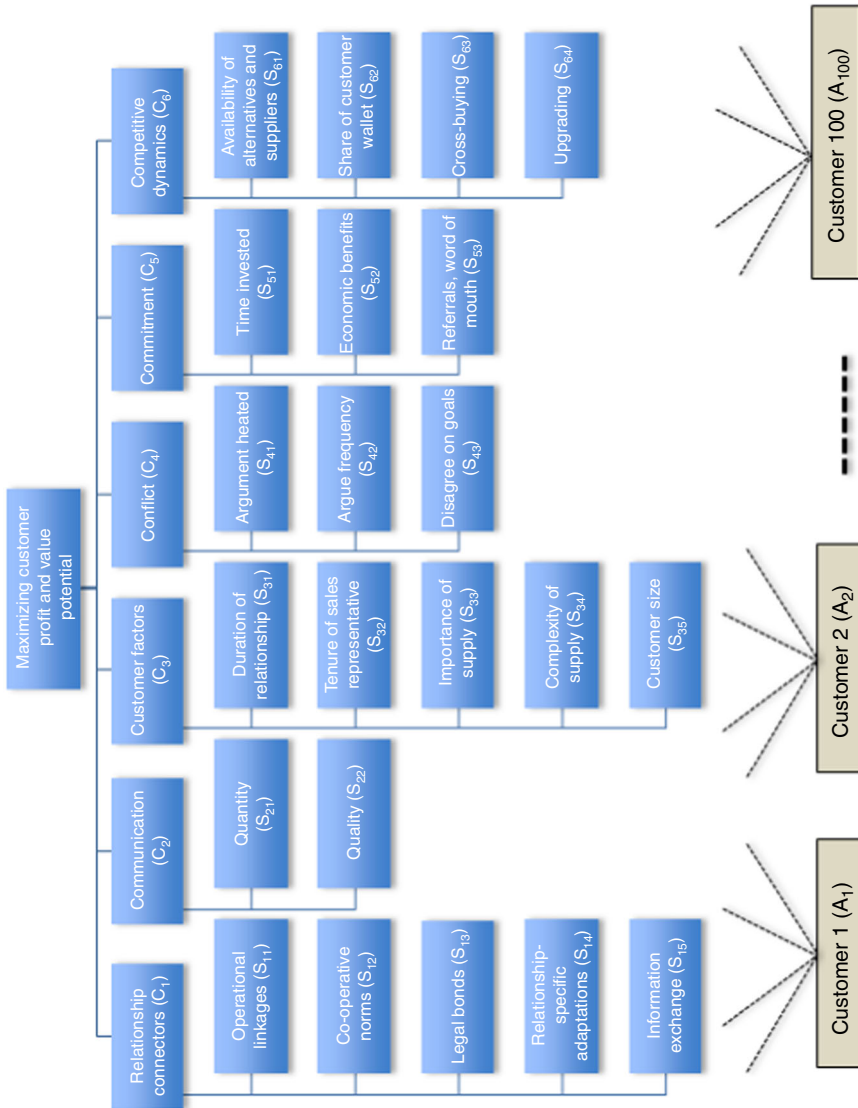 Maximizing customer
profit and value
potential
Relationship
connectors (C₁)
Operational
linkages (S₁₁)
Co-operative
norms (S₁₂)
Legal bonds (S₁₃)
Relationship-
specific
adaptations (S₁₄)
Information
exchange (S₁₅)
Communication
(C₂)
Quantity
(S₂₁)
Quality (S₂₂)
Customer factors
(C₃)
Duration of
relationship (S₃₁)
Tenure of sales
representative
(S₃₂)
Importance of
supply (S₃₃)
Complexity of
supply (S₃₄)
Customer size
(S₃₅)
Conflict (C₄)
Argument heated
(S₄₁)
Argue frequency
(S₄₂)
Disagree on goals
(S₄₃)
Commitment (C₅)
Time invested
(S₅₁)
Economic benefits
(S₅₂)
Referrals, word of
mouth (S₅₃)
Competitive
dynamics (C₆)
Availability of
alternatives and
suppliers (S₆₁)
Share of customer
wallet (S₆₂)
Cross-buying (S₆₃)
Upgrading (S₆₄)
Customer 1 (A₁)
Customer 2 (A₂)
Customer 100 (A₁₀₀)